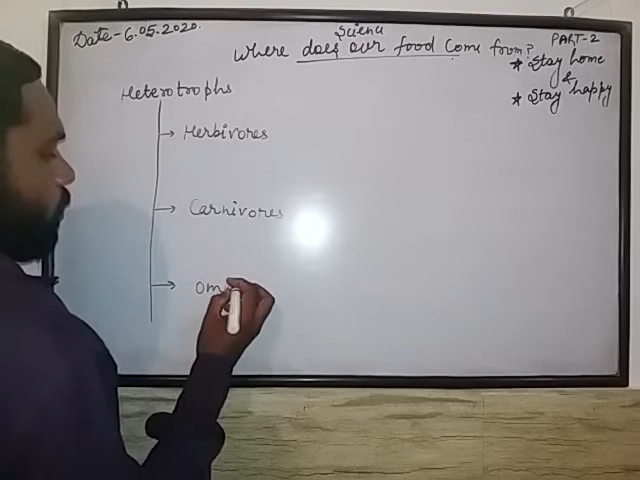 Date-6.05.2020.
Science
PART-2
Where does our food come from?
* Stay home
&
* Stay happy
Heterotrophs
→ Herbivores
→ Carnivores
→ Om